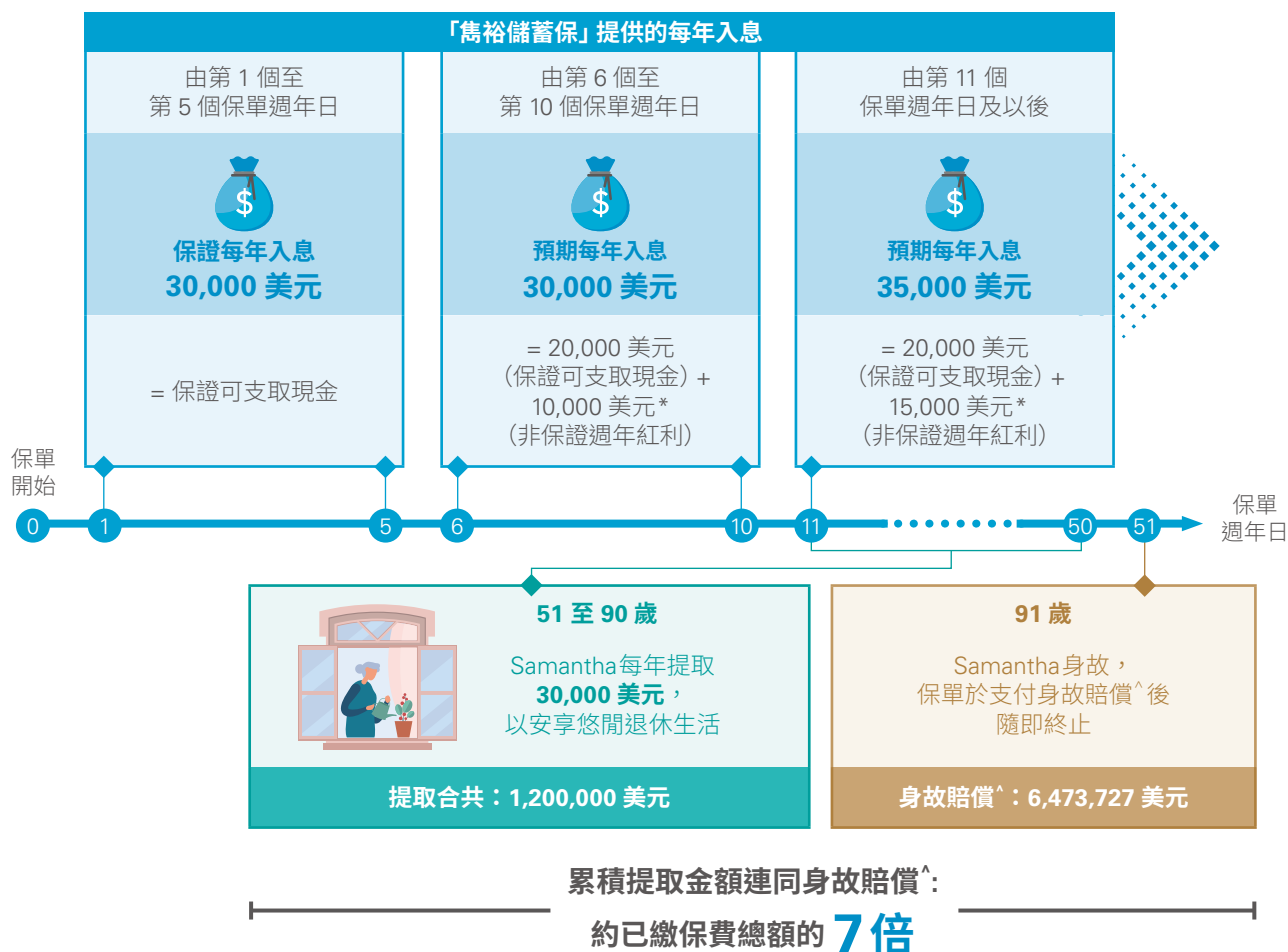 「雋裕儲蓄保」提供的每年入息
由第 1 個至
第 5 個保單週年日
$
保證每年入息
30,000 美元
= 保證可支取現金
由第 6 個至
第 10 個保單週年日
$
預期每年入息
30,000 美元
= 20,000 美元
（保證可支取現金）+
10,000 美元*
（非保證週年紅利）
由第 11 個
保單週年日及以後
$
預期每年入息
35,000 美元
= 20,000 美元
（保證可支取現金）+
15,000 美元*
（非保證週年紅利）
保單
開始
0 1 5 6 10 11 50 51
保單
週年日
51 至 90 歲
Samantha每年提取
30,000 美元，
以安享悠閒退休生活
提取合共：1,200,000 美元
91 歲
Samantha身故，
保單於支付身故賠償^後
隨即終止
身故賠償^：6,473,727 美元
累積提取金額連同身故賠償^:
約已繳保費總額的 7 倍